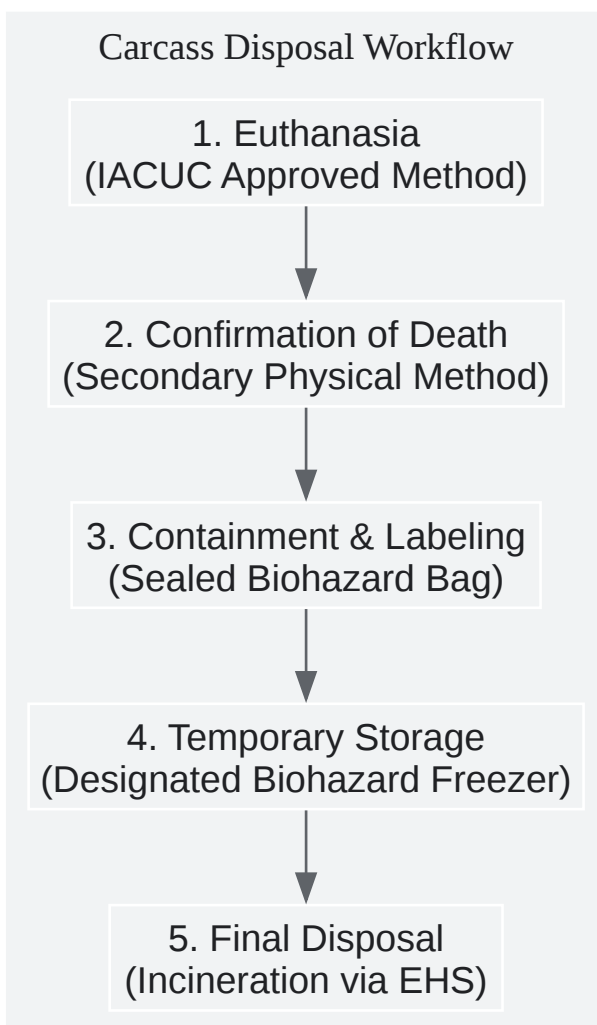 Carcass Disposal Workflow
1. Euthanasia
(IACUC Approved Method)
2. Confirmation of Death
(Secondary Physical Method)
3. Containment & Labeling
(Sealed Biohazard Bag)
4. Temporary Storage
(Designated Biohazard Freezer)
5. Final Disposal
(Incineration via EHS)